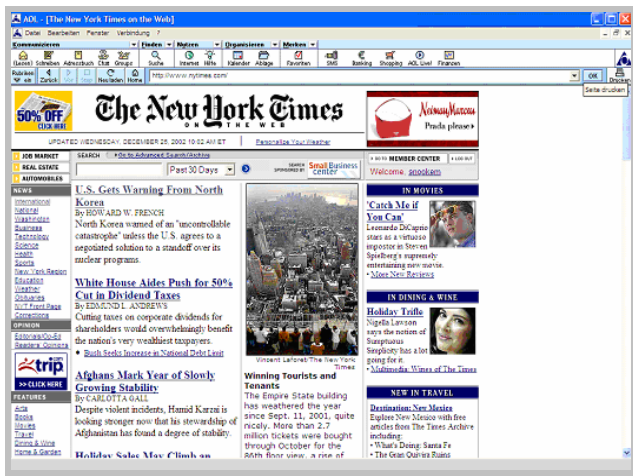 AOL - [The New York Times on the Web]
Datei Bearbeiten Fenster Verbindung ?
Kommunizieren Finden Nutzen Organisieren Merken
(Lesen) Schreiben Adressbuch Chat Groups Suche Internet Hilfe Kalender Ablage Favoriten SMS Banking Shopping AOL Live! Finanzen
Rubriken ein Zurück Vor Stop Neu laden Home http://www.nytimes.com/ OK Drucken
Seite drucken
50% OFF
CLICK HERE
The New York Times
ON THE WEB
Neiman Marcus
Prada please
UPDATED WEDNESDAY, DECEMBER 25, 2002 10:02 AM ET Personalize Your Weather
JOB MARKET
REAL ESTATE
AUTOMOBILES
SEARCH Go to Advanced Search/Archive
Past 30 Days
SEARCH SPONSORED BY Small Business Center
GO TO MEMBER CENTER LOG OUT
Welcome, snookem
NEWS
International
National
Washington
Business
Technology
Science
Health
Sports
New York Region
Education
Weather
Obituaries
NYT Front Page
Corrections
OPINION
Editorials/Op-Ed
Readers' Opinions
trip
>> CLICK HERE
FEATURES
Arts
Books
Movies
Travel
Dining & Wine
Home & Garden
U.S. Gets Warning From North
Korea
By HOWARD W. FRENCH
North Korea warned of an "uncontrollable
catastrophe" unless the U.S. agrees to a
negotiated solution to a standoff over its
nuclear programs.
White House Aides Push for 50%
Cut in Dividend Taxes
By EDMUND L. ANDREWS
Cutting taxes on corporate dividends for
shareholders would overwhelmingly benefit
the nation's very wealthiest taxpayers.
• Bush Seeks Increase in National Debt Limit
Afghans Mark Year of Slowly
Growing Stability
By CARLOTTA GALL
Despite violent incidents, Hamid Karzai is
looking stronger now that his stewardship of
Afghanistan has found a degree of stability.
Holiday Sales May Climb an
Vincent Laforet/The New York
Times
Winning Tourists and
Tenants
The Empire State building
has weathered the year
since Sept. 11, 2001, quite
nicely. More than 2.7
million tickets were bought
through October for the
86th floor view, a rise of
IN MOVIES
'Catch Me if
You Can'
Leonardo DiCaprio
stars as a virtuoso
impostor in Steven
Spielberg's supremely
entertaining new movie.
• More New Reviews
IN DINING & WINE
Holiday Trifle
Nigella Lawson
says the notion of
Sumptuous
Simplicity has a lot
going for it.
• Multimedia: Wines of The Times
NEW IN TRAVEL
Destination: New Mexico
Explore New Mexico with free
articles from The Times Archive
including:
• What's Doing: Santa Fe
• The Gran Quivira Ruins